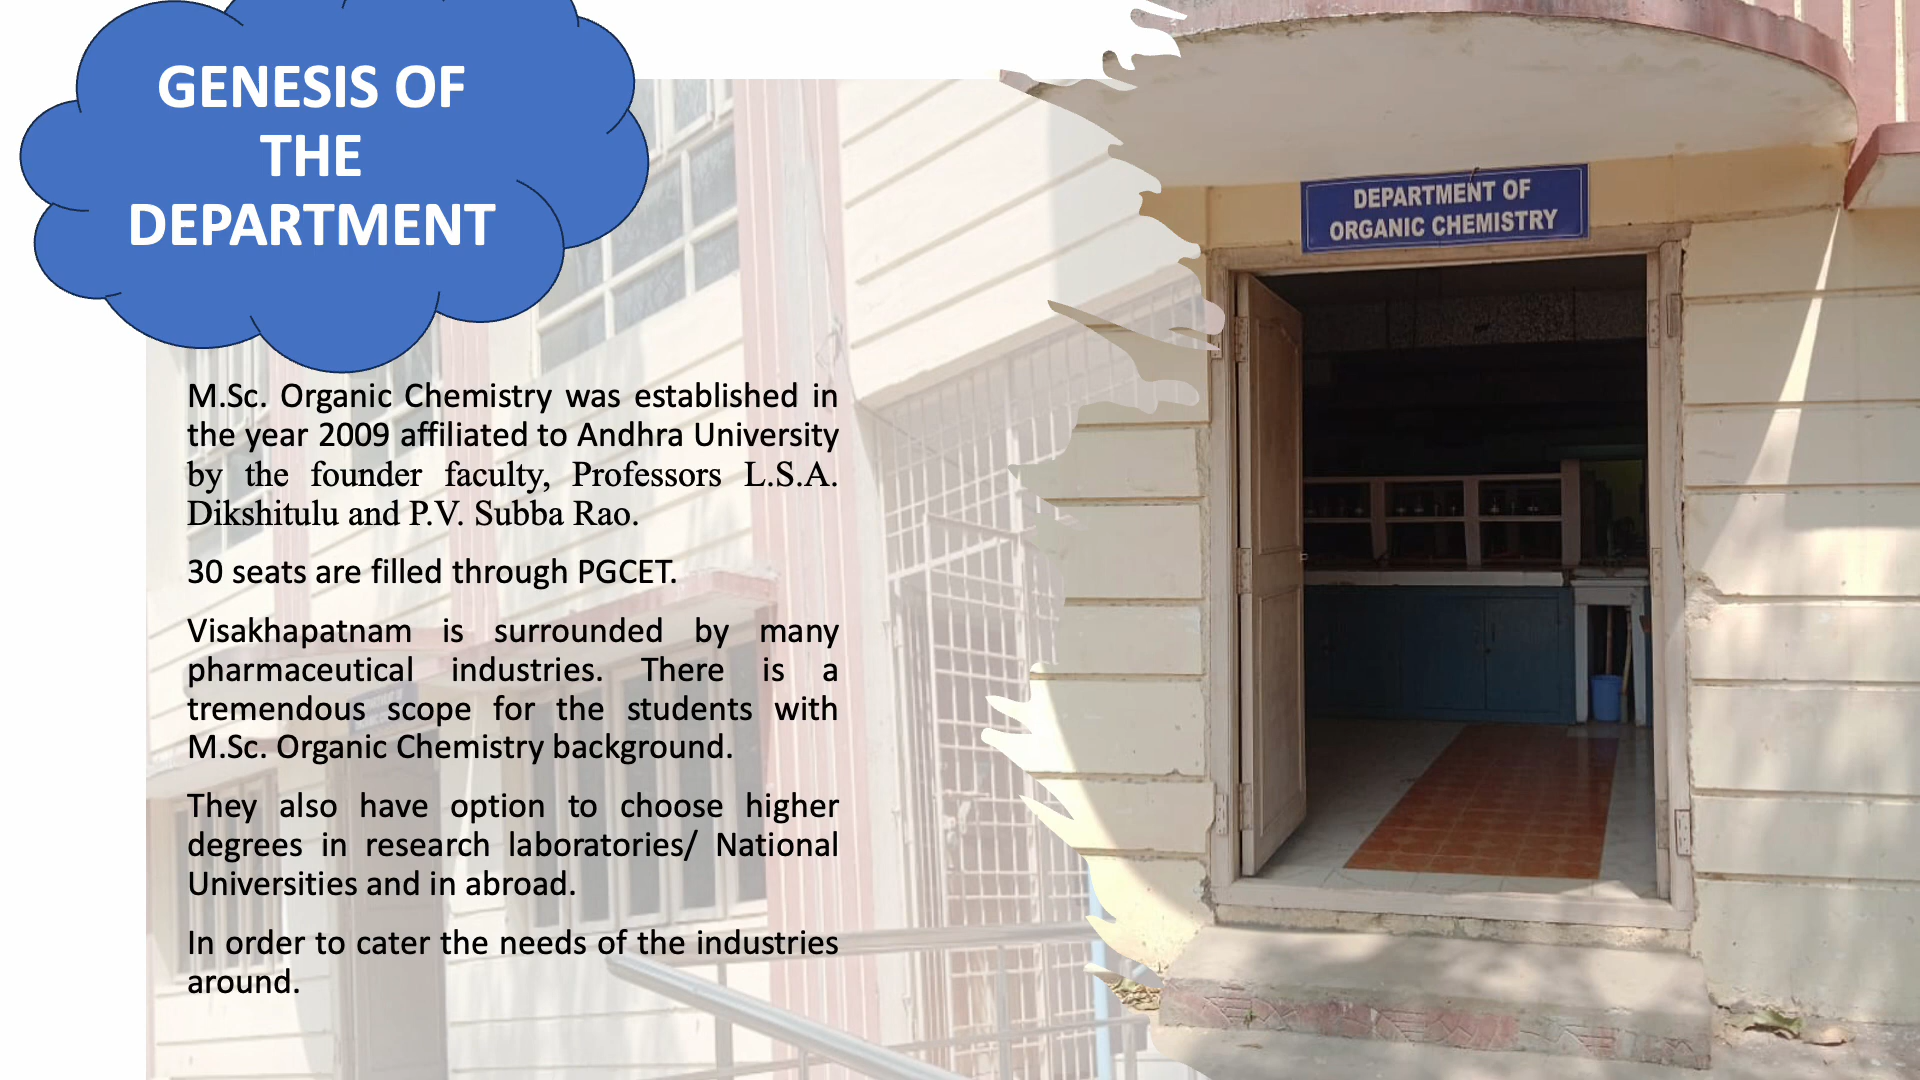 GENESIS OF
THE
DEPARTMENT
M.Sc. Organic Chemistry was established in
the year 2009 affiliated to Andhra University
by the founder faculty, Professors L.S.A.
Dikshitulu and P.V. Subba Rao.
30 seats are filled through PGCET.
Visakhapatnam is surrounded by many
pharmaceutical industries. There is a
tremendous scope for the students with
M.Sc. Organic Chemistry background.
They also have option to choose higher
degrees in research laboratories/ National
Universities and in abroad.
In order to cater the needs of the industries
around.
DEPARTMENT OF
ORGANIC CHEMISTRY